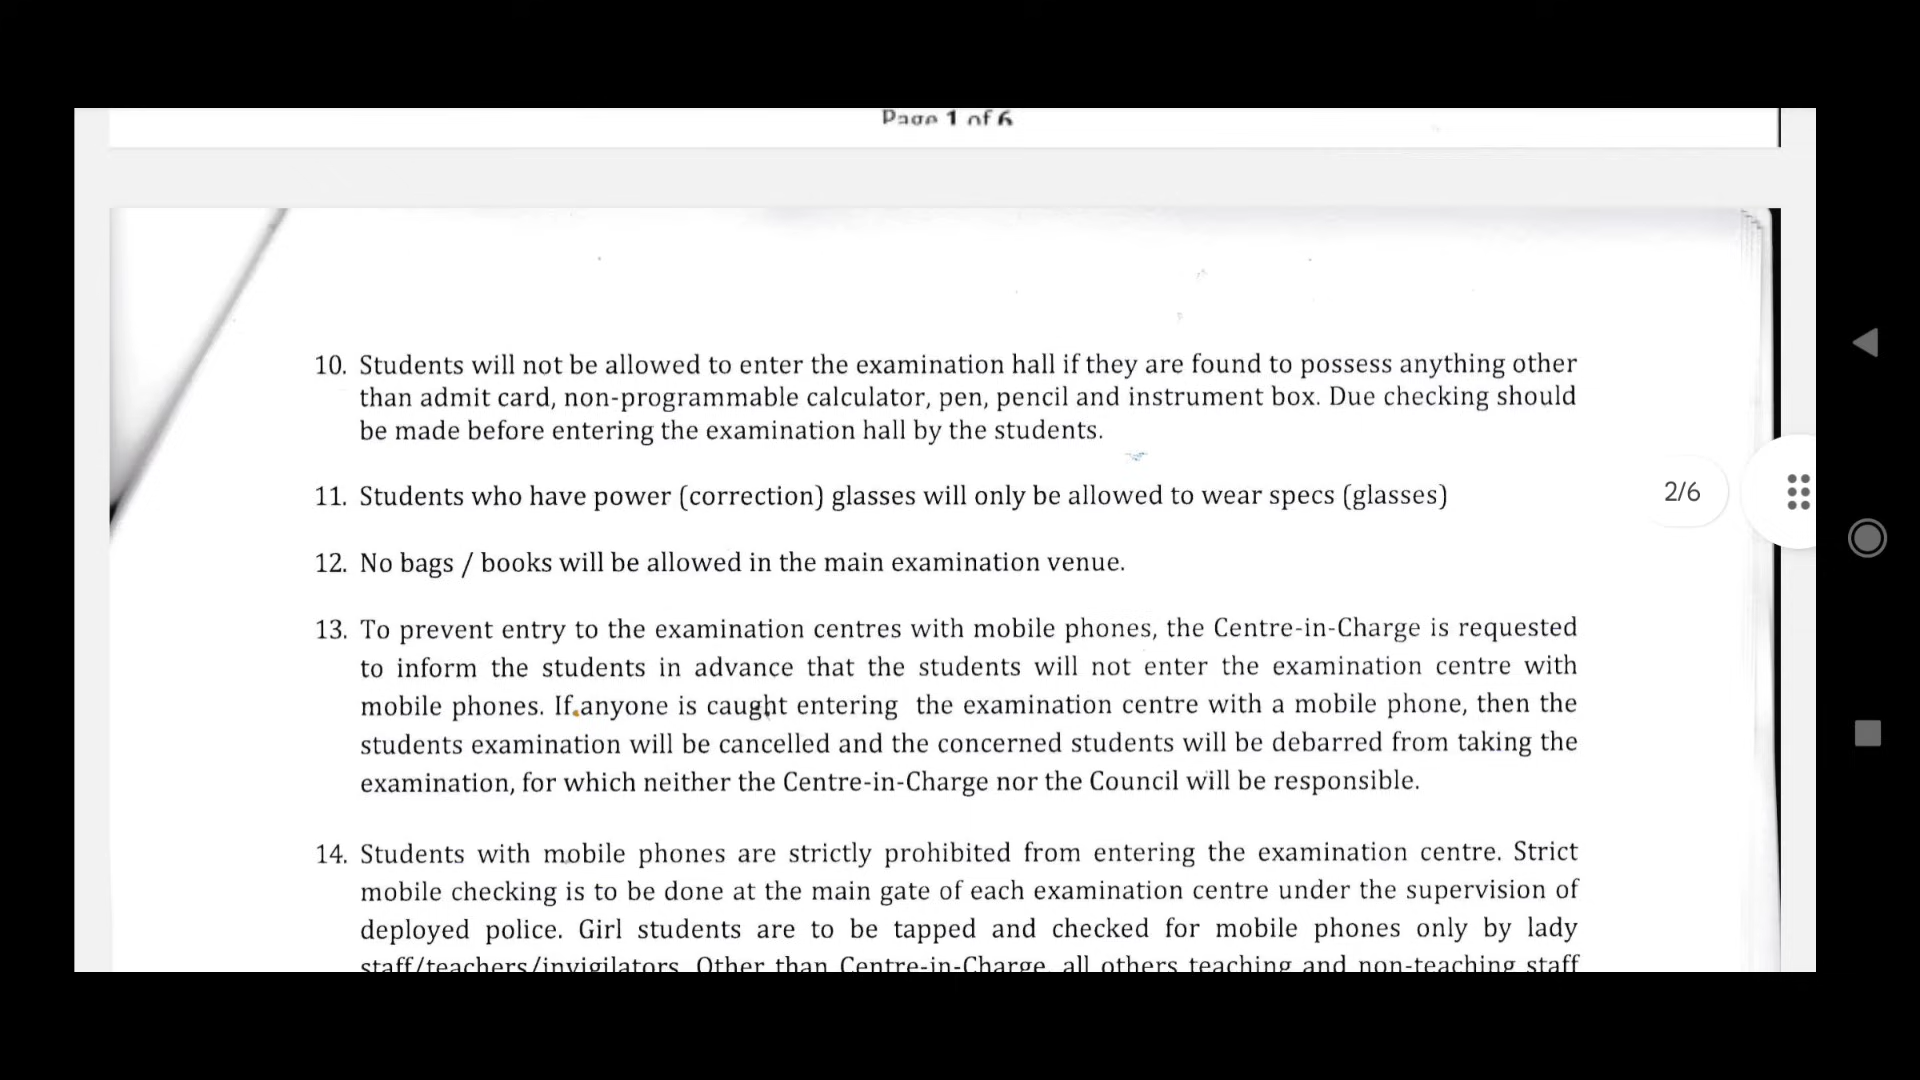 Page 1 of 6
10. Students will not be allowed to enter the examination hall if they are found to possess anything other
than admit card, non-programmable calculator, pen, pencil and instrument box. Due checking should
be made before entering the examination hall by the students.
11. Students who have power (correction) glasses will only be allowed to wear specs (glasses)
2/6
12. No bags / books will be allowed in the main examination venue.
13. To prevent entry to the examination centres with mobile phones, the Centre-in-Charge is requested
to inform the students in advance that the students will not enter the examination centre with
mobile phones. If anyone is caught entering the examination centre with a mobile phone, then the
students examination will be cancelled and the concerned students will be debarred from taking the
examination, for which neither the Centre-in-Charge nor the Council will be responsible.
14. Students with mobile phones are strictly prohibited from entering the examination centre. Strict
mobile checking is to be done at the main gate of each examination centre under the supervision of
deployed police. Girl students are to be tapped and checked for mobile phones only by lady
staff/teachers/invigilators. Other than Centre-in-Charge, all others teaching and non-teaching staff